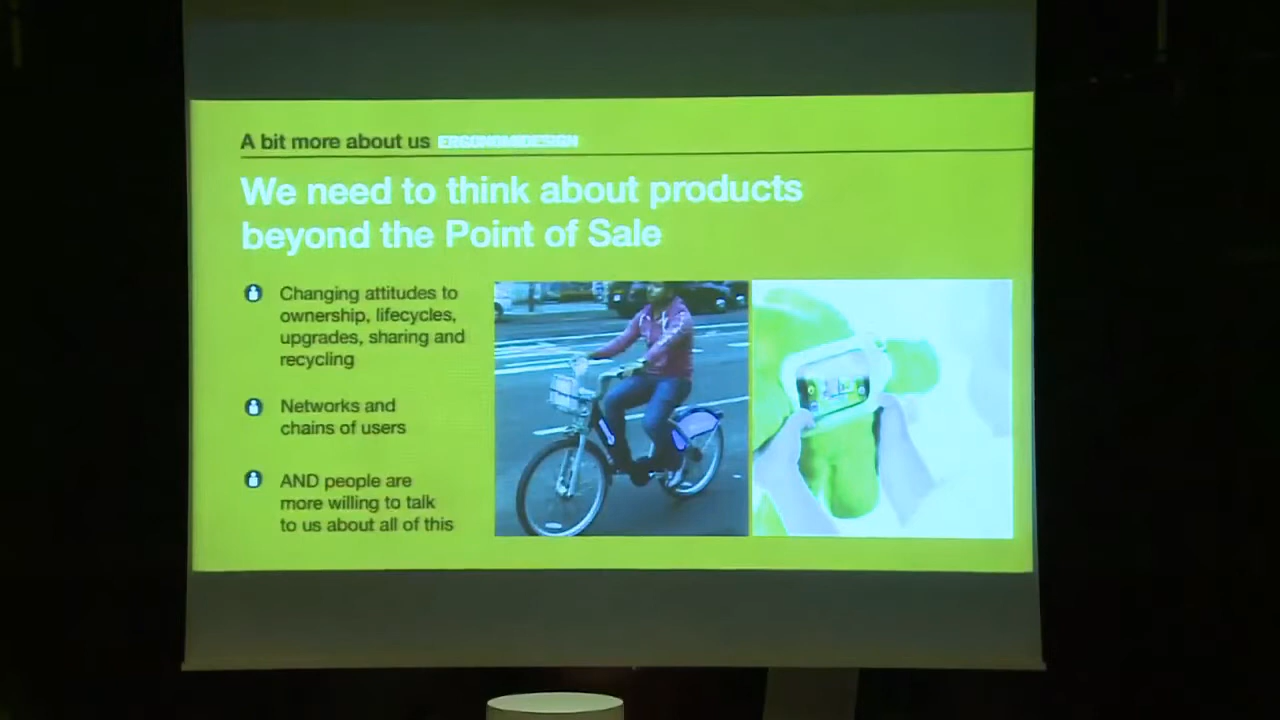 A bit more about us ERGONOMIDESIGN
We need to think about products
beyond the Point of Sale
Changing attitudes to
ownership, lifecycles,
upgrades, sharing and
recycling
Networks and
chains of users
AND people are
more willing to talk
to us about all of this